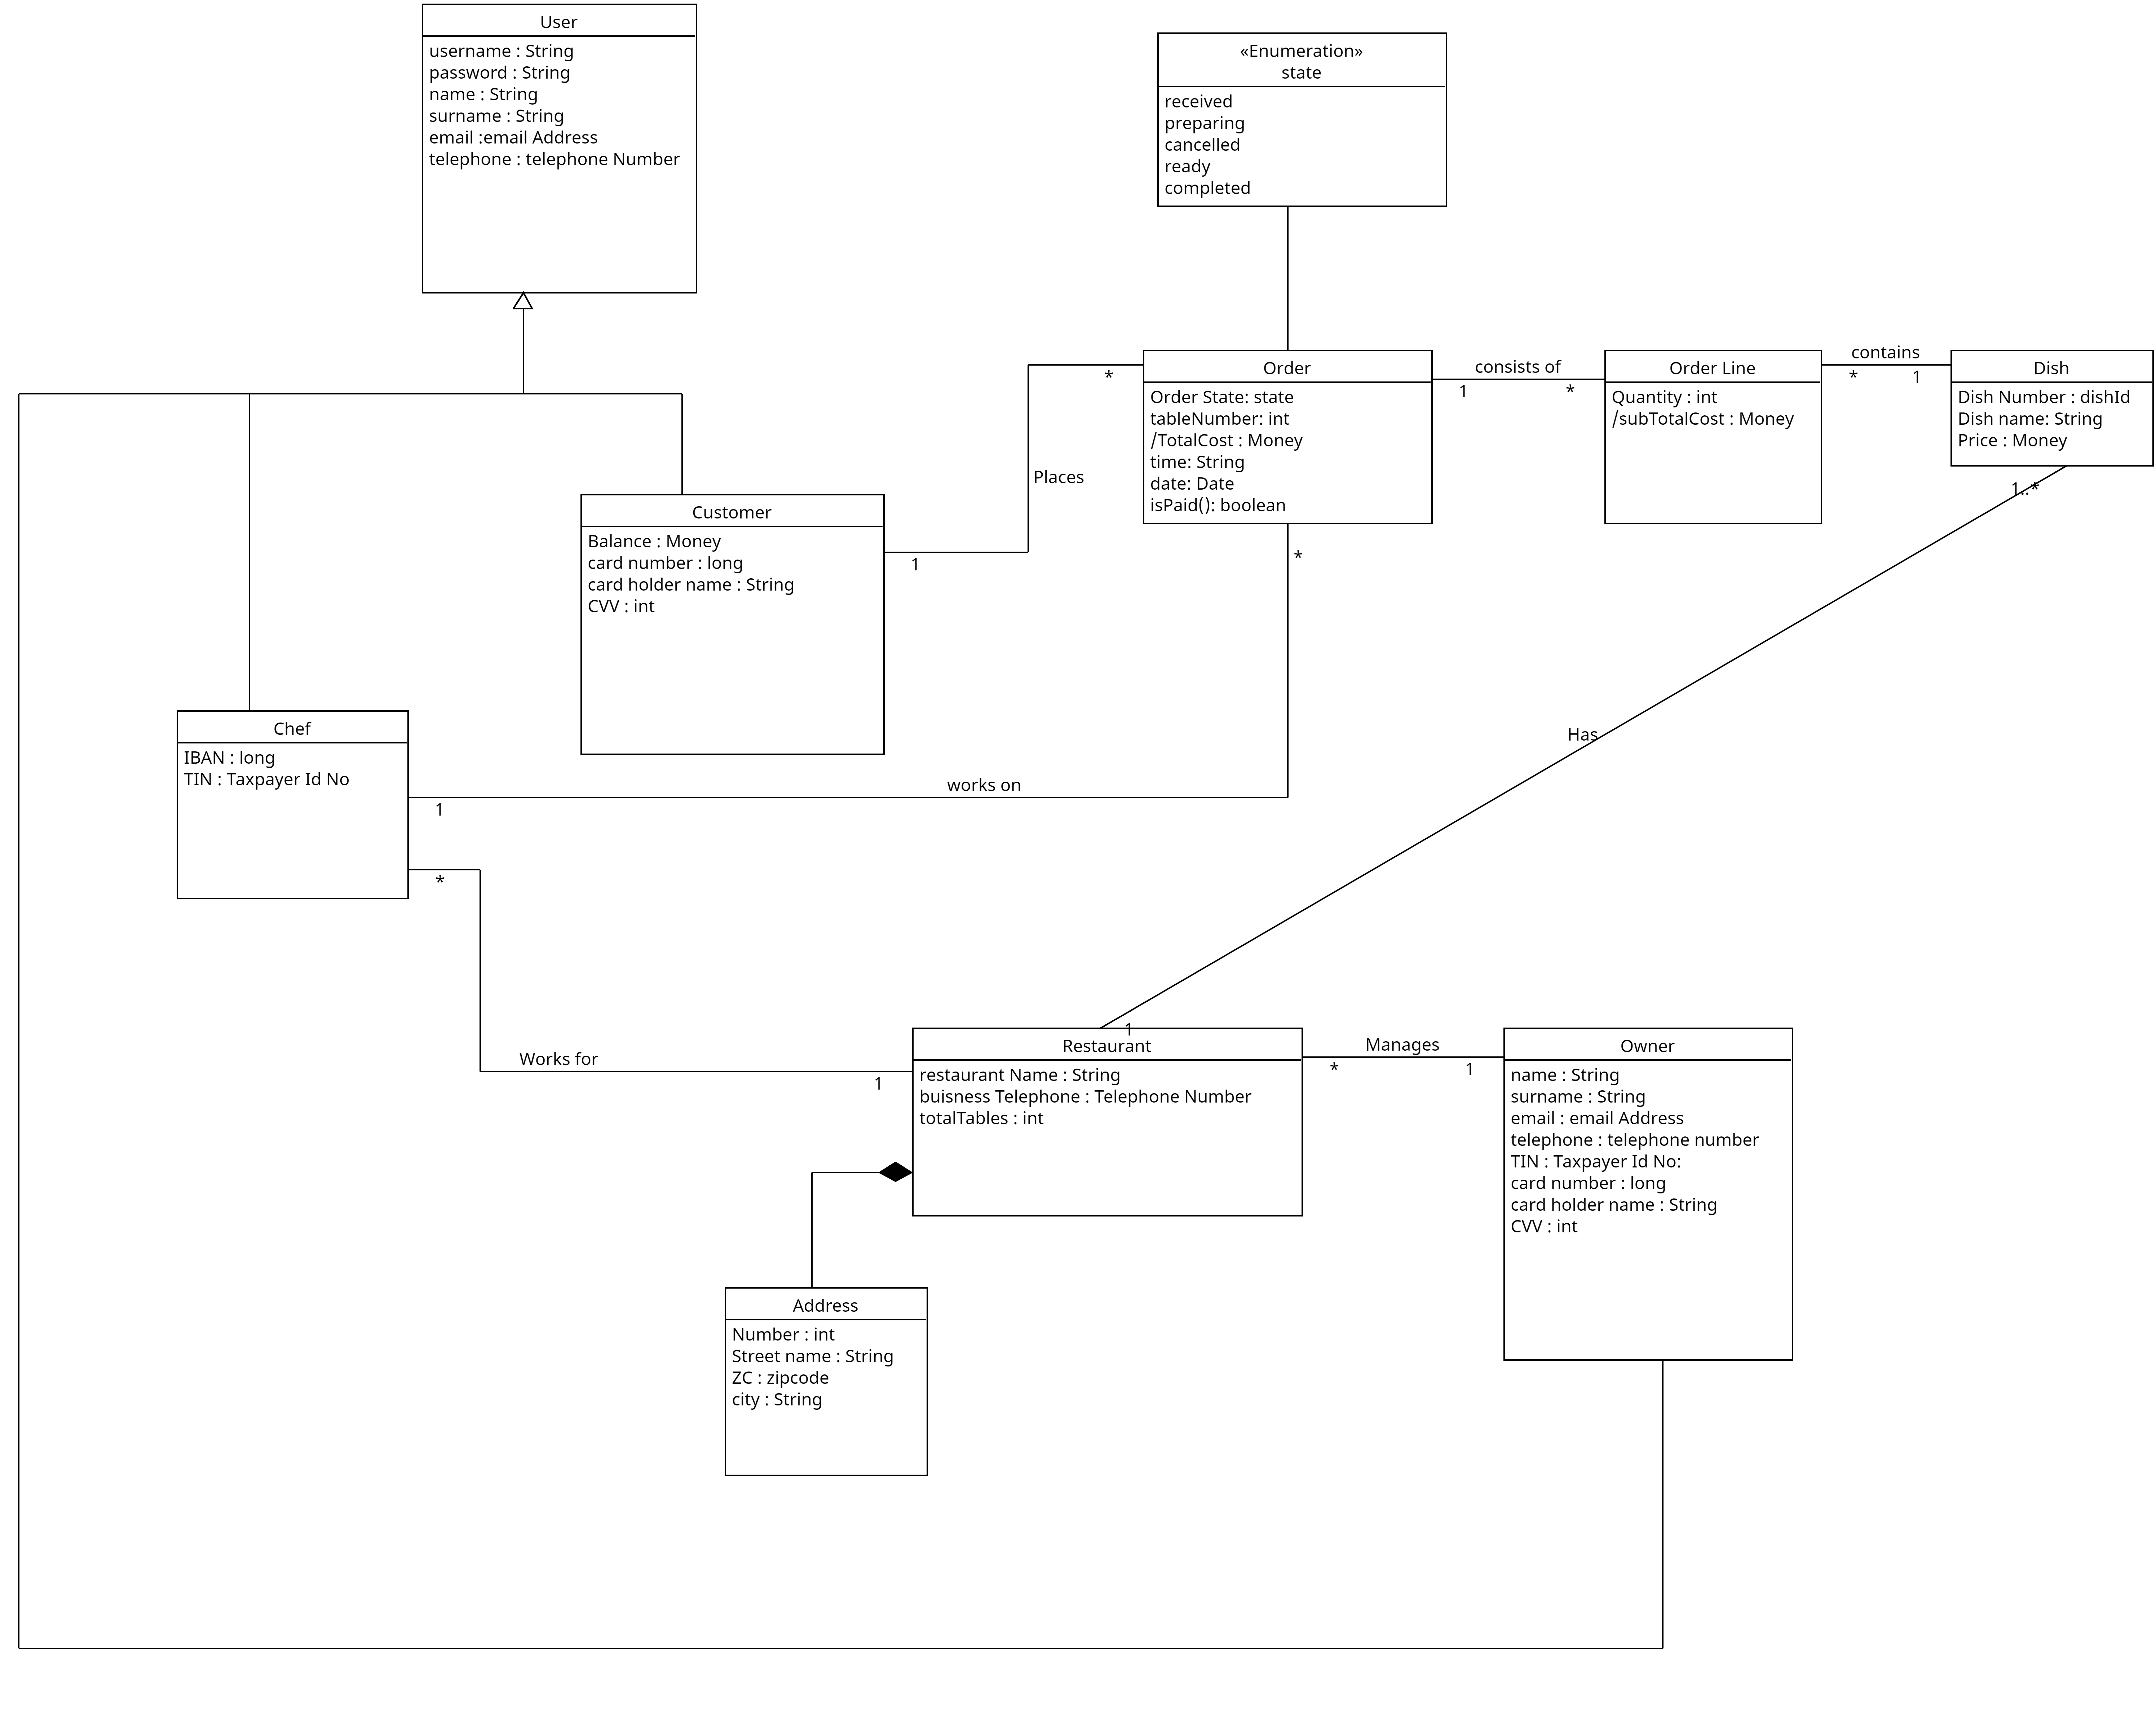 User
username : String
password : String
name : String
surname : String
email :email Address
telephone : telephone Number
«Enumeration»
state
received
preparing
cancelled
ready
completed
Order
Order State: state
tableNumber: int
/TotalCost : Money
time: String
date: Date
isPaid(): boolean
consists of
1
*
Order Line
Quantity : int
/subTotalCost : Money
contains
*
1
Dish
Dish Number : dishId
Dish name: String
Price : Money
1..*
*
Places
1
Customer
Balance : Money
card number : long
card holder name : String
CVV : int
*
Chef
IBAN : long
TIN : Taxpayer Id No
works on
1
*
Has
Works for
1
1
Restaurant
restaurant Name : String
buisness Telephone : Telephone Number
totalTables : int
Manages
*
1
Owner
name : String
surname : String
email : email Address
telephone : telephone number
TIN : Taxpayer Id No:
card number : long
card holder name : String
CVV : int
Address
Number : int
Street name : String
ZC : zipcode
city : String